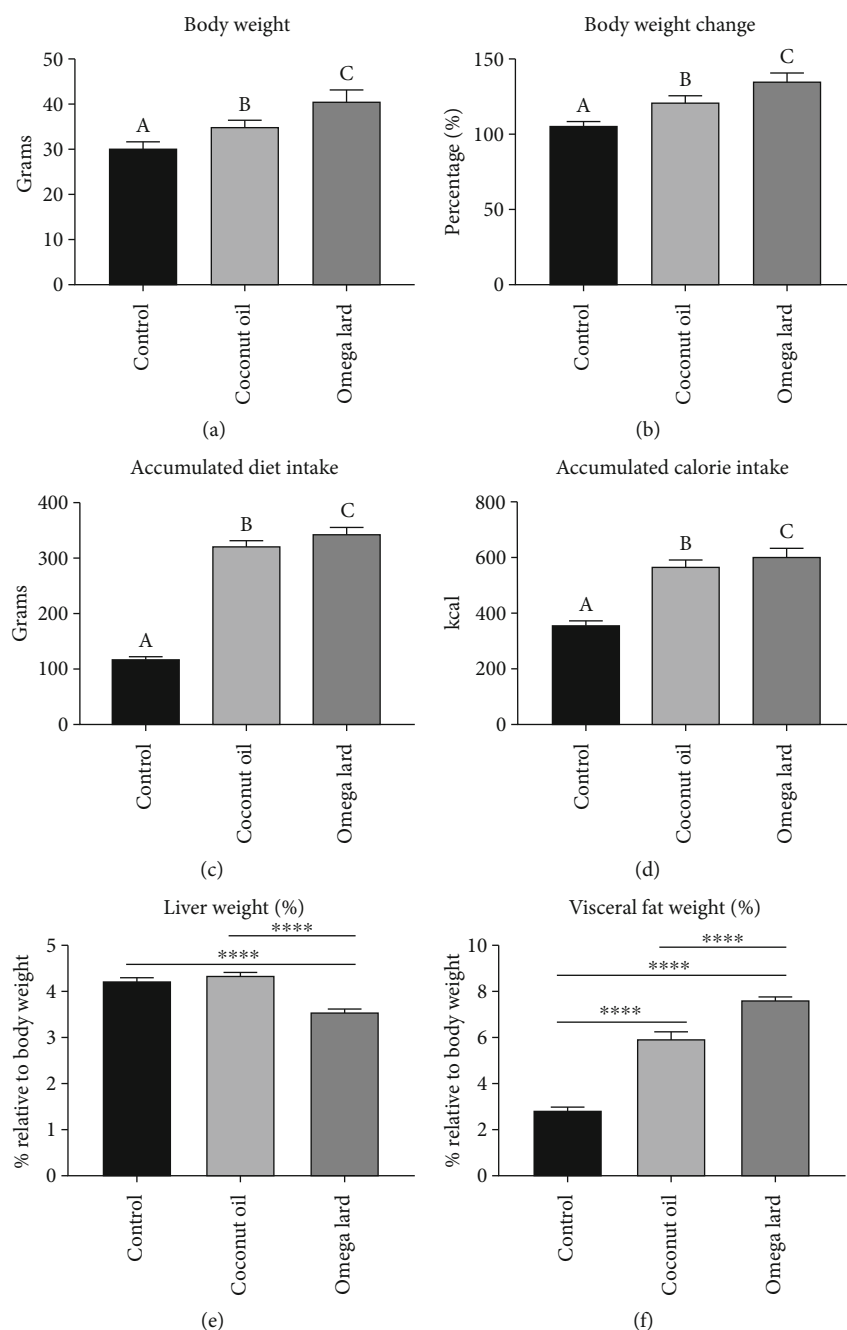 Body weight
50
40
30
20
10
0
Grams
A
B
C
Control
Coconut oil
Omega lard
(a)
Body weight change
150
100
50
0
Percentage (%)
A
B
C
Control
Coconut oil
Omega lard
(b)
Accumulated diet intake
400
300
200
100
0
Grams
A
B
C
Control
Coconut oil
Omega lard
(c)
Accumulated calorie intake
800
600
400
200
0
kcal
A
B
C
Control
Coconut oil
Omega lard
(d)
Liver weight (%)
5
4
3
2
1
0
% relative to body weight
****
****
Control
Coconut oil
Omega lard
(e)
Visceral fat weight (%)
10
8
6
4
2
0
% relative to body weight
****
****
****
Control
Coconut oil
Omega lard
(f)